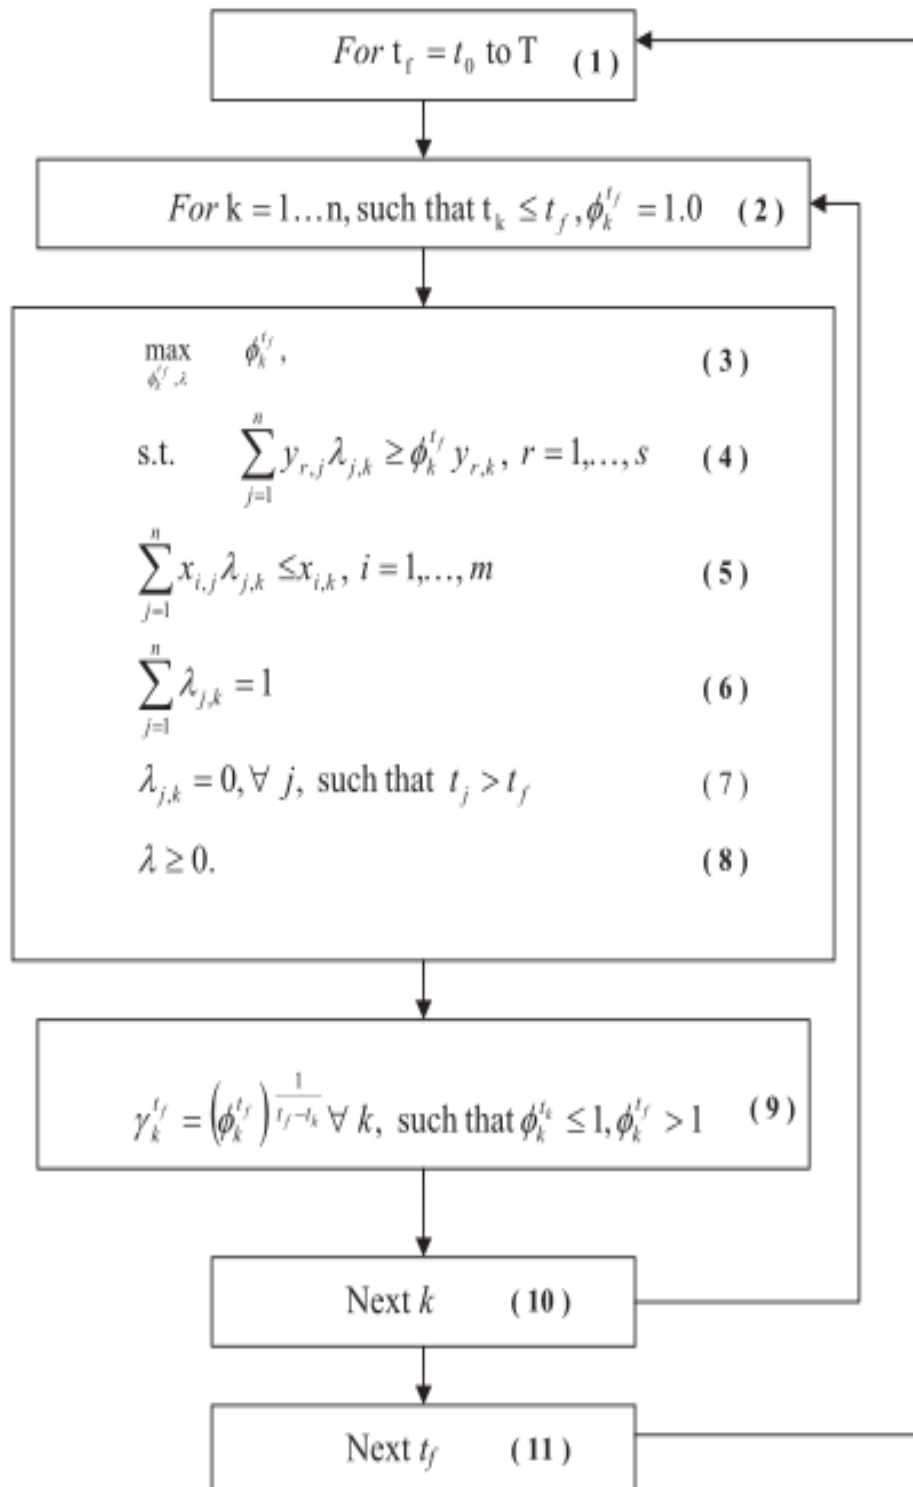 For t_f = t_0 to T (1)
For k = 1…n, such that t_k ≤ t_f, ϕ_k^{t_f} = 1.0 (2)
max_{ϕ_k^{t_f}, λ} ϕ_k^{t_f}, (3)
s.t. ∑_{j=1}^{n} y_{r,j} λ_{j,k} ≥ ϕ_k^{t_f} y_{r,k}, r = 1,…, s (4)
∑_{j=1}^{n} x_{i,j} λ_{j,k} ≤ x_{i,k}, i = 1,…, m (5)
∑_{j=1}^{n} λ_{j,k} = 1 (6)
λ_{j,k} = 0, ∀ j, such that t_j > t_f (7)
λ ≥ 0. (8)
γ_k^{t_f} = (ϕ_k^{t_f})^{1/(t_f−t_k)} ∀ k, such that ϕ_k^{t_k} ≤ 1, ϕ_k^{t_f} > 1 (9)
Next k (10)
Next t_f (11)